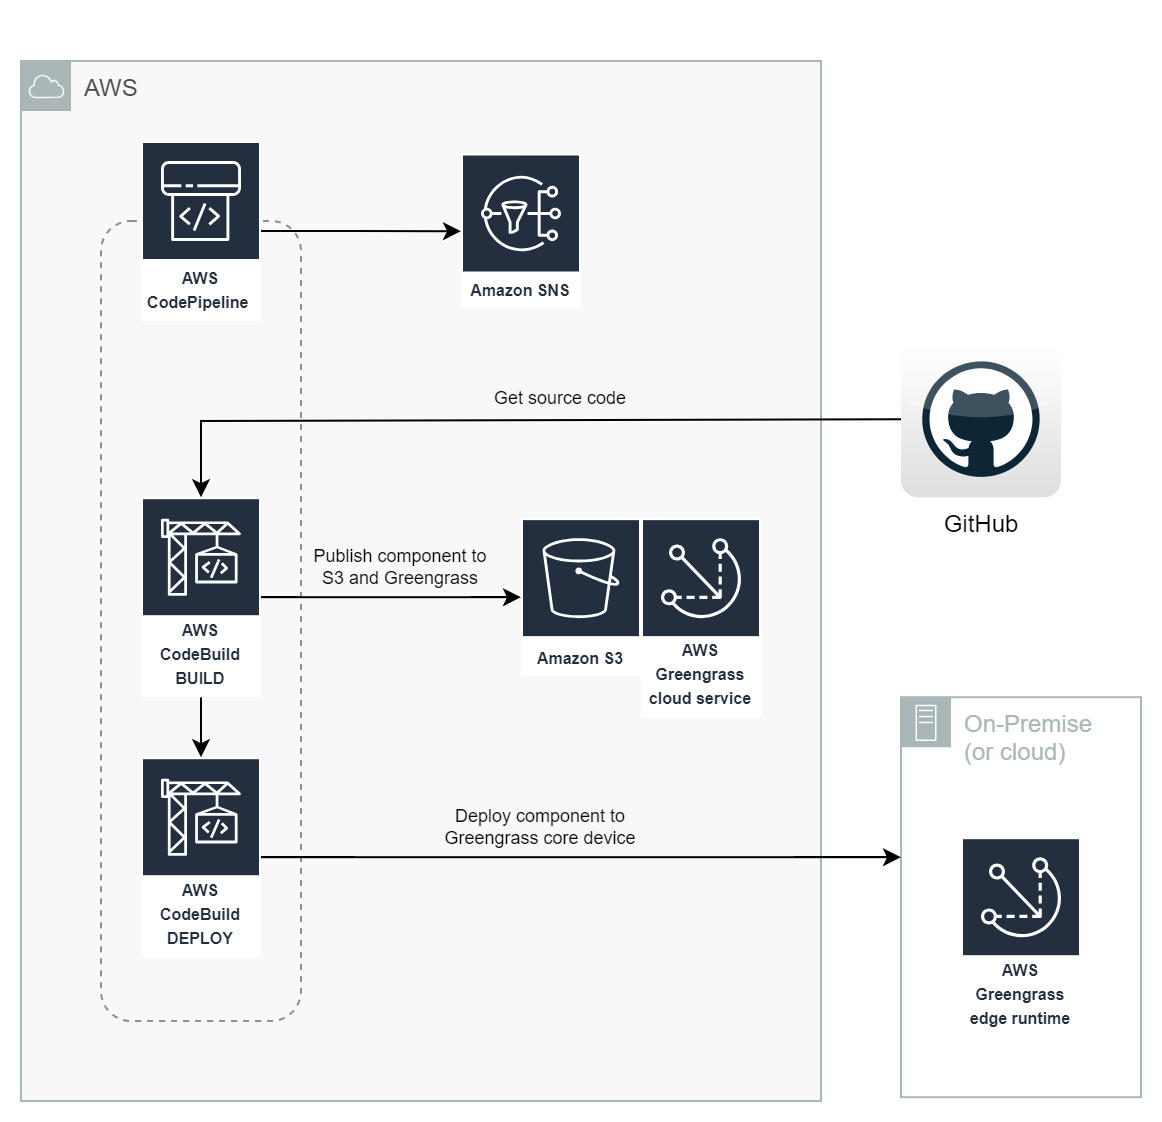 AWS
AWS
CodePipeline
Amazon SNS
Get source code
GitHub
Publish component to
S3 and Greengrass
AWS
CodeBuild
BUILD
Amazon S3
AWS
Greengrass
cloud service
On-Premise
(or cloud)
Deploy component to
Greengrass core device
AWS
CodeBuild
DEPLOY
AWS
Greengrass
edge runtime